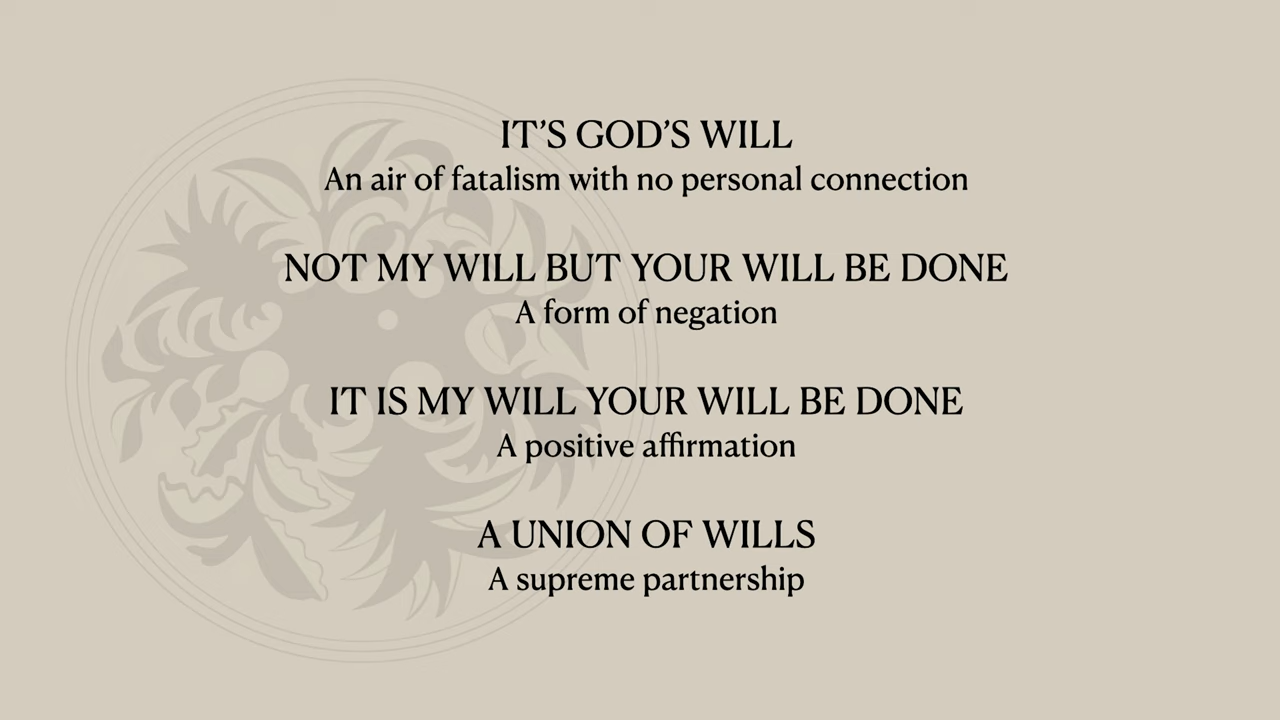 IT’S GOD’S WILL
An air of fatalism with no personal connection
NOT MY WILL BUT YOUR WILL BE DONE
A form of negation
IT IS MY WILL YOUR WILL BE DONE
A positive affirmation
A UNION OF WILLS
A supreme partnership